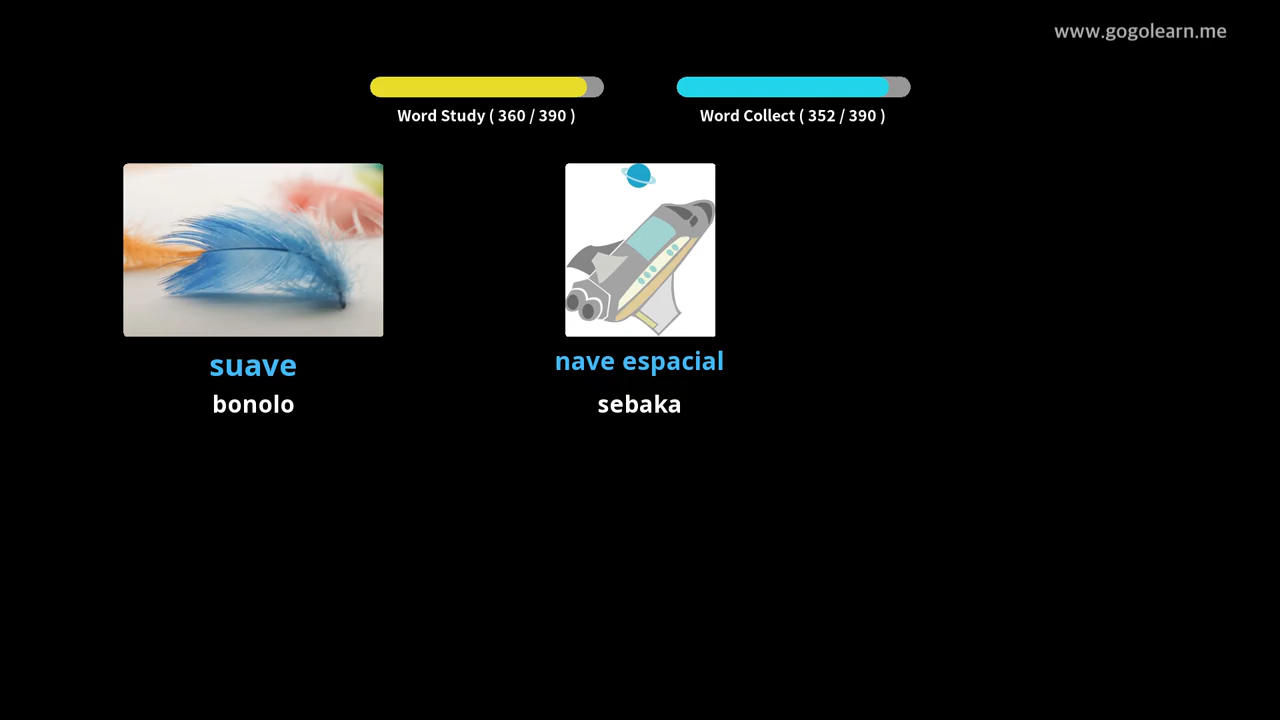 www.gogolearn.me
Word Study ( 360 / 390 )
Word Collect ( 352 / 390 )
suave
nave espacial
bonolo
sebaka